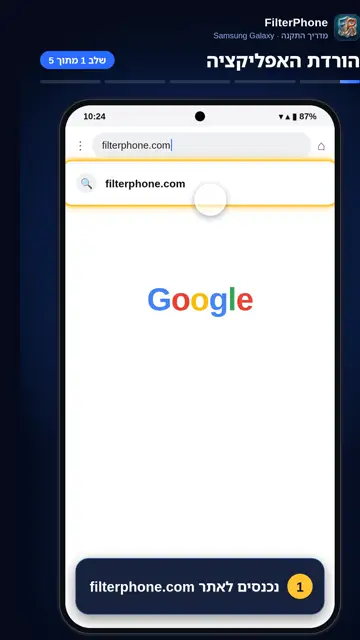 FilterPhone
מדריך התקנה · Samsung Galaxy
הורדת האפליקציה
שלב 1 מתוך 5
10:24
87%
filterphone.com
filterphone.com
Google
1 נכנסים לאתר filterphone.com